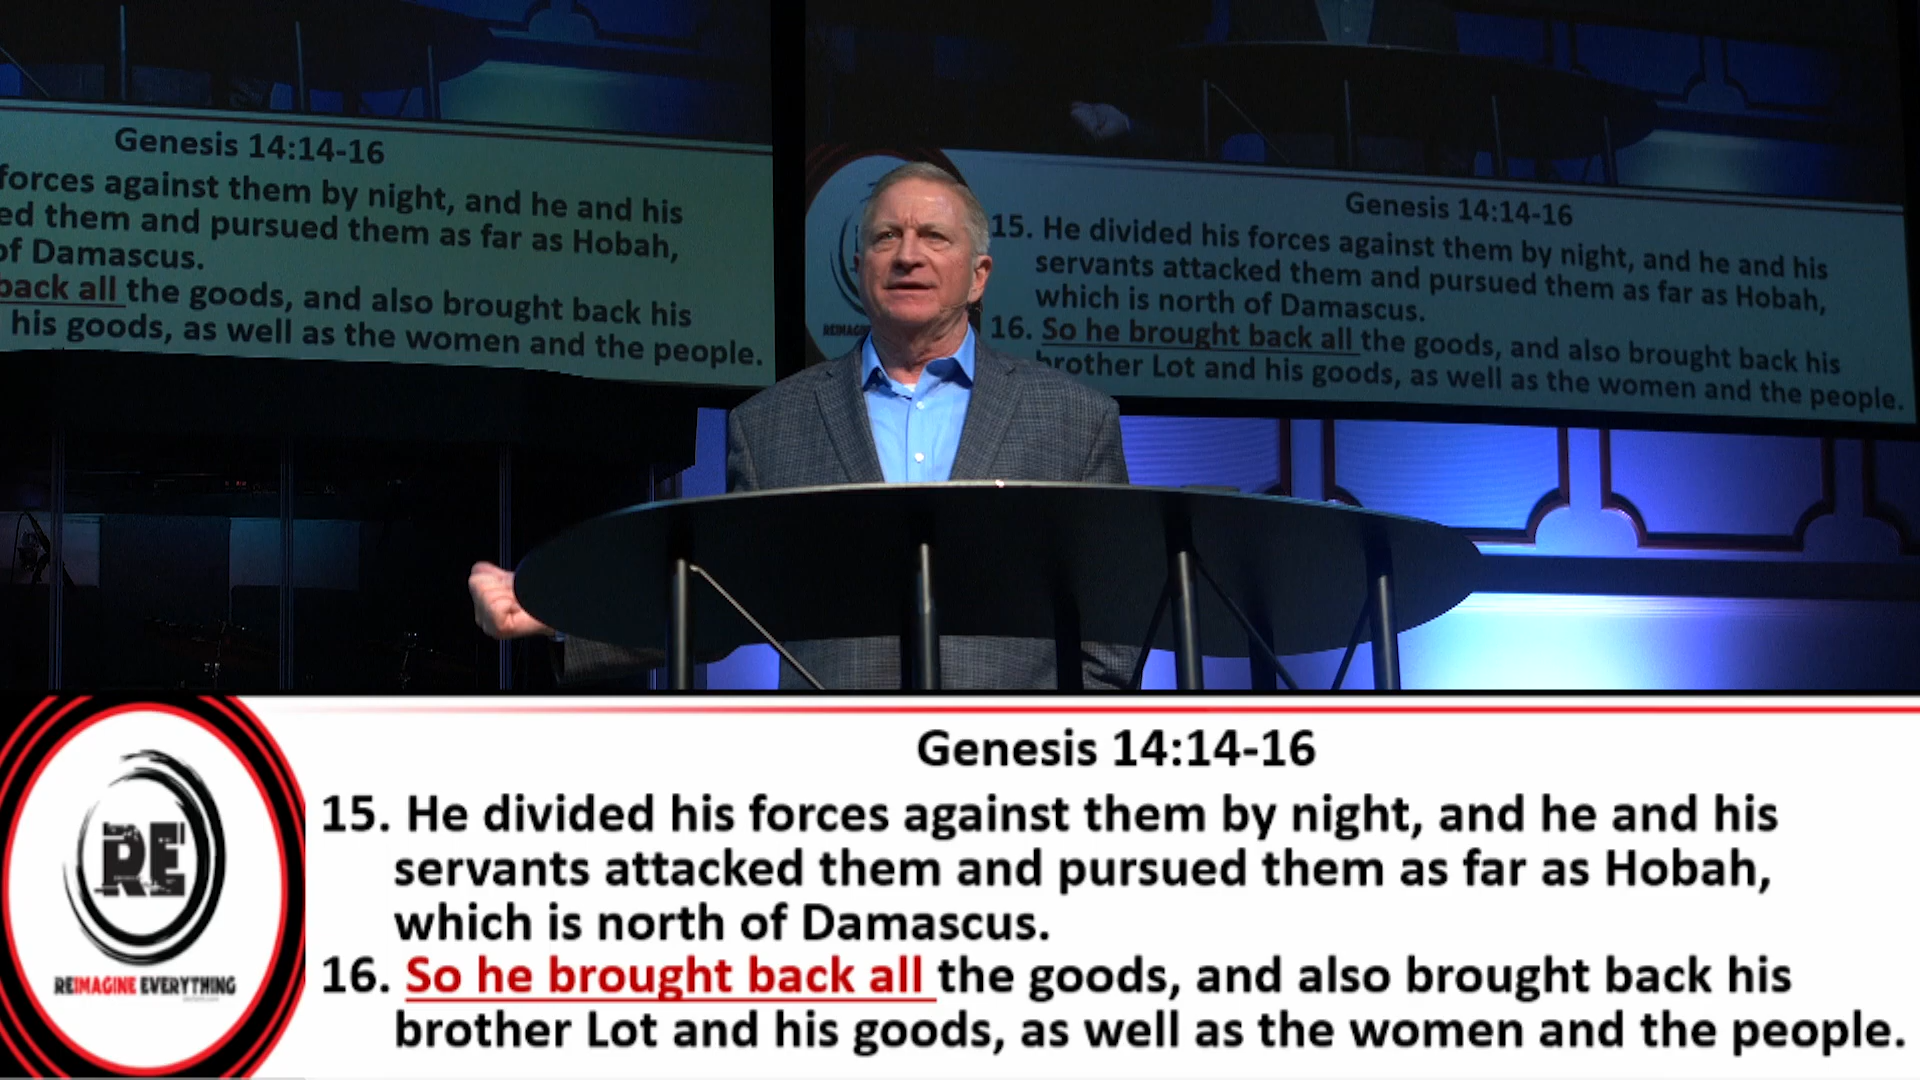 Genesis 14:14-16
forces against them by night, and he and his
ed them and pursued them as far as Hobah,
of Damascus.
back all the goods, and also brought back his
his goods, as well as the women and the people.
Genesis 14:14-16
15. He divided his forces against them by night, and he and his
servants attacked them and pursued them as far as Hobah,
which is north of Damascus.
16. So he brought back all the goods, and also brought back his
brother Lot and his goods, as well as the women and the people.
Genesis 14:14-16
15. He divided his forces against them by night, and he and his
servants attacked them and pursued them as far as Hobah,
which is north of Damascus.
16. So he brought back all the goods, and also brought back his
brother Lot and his goods, as well as the women and the people.
RE
REIMAGINE EVERYTHING